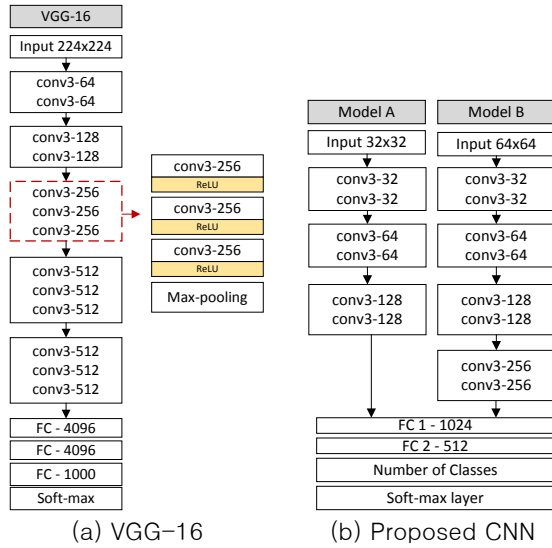 VGG-16
Input 224x224
conv3-64
conv3-64
conv3-128
conv3-128
conv3-256
conv3-256
conv3-256
conv3-512
conv3-512
conv3-512
conv3-512
conv3-512
conv3-512
FC - 4096
FC - 4096
FC - 1000
Soft-max
conv3-256
ReLU
conv3-256
ReLU
conv3-256
ReLU
Max-pooling
(a) VGG-16
Model A
Input 32x32
conv3-32
conv3-32
conv3-64
conv3-64
conv3-128
conv3-128
Model B
Input 64x64
conv3-32
conv3-32
conv3-64
conv3-64
conv3-128
conv3-128
conv3-256
conv3-256
FC 1 - 1024
FC 2 - 512
Number of Classes
Soft-max layer
(b) Proposed CNN